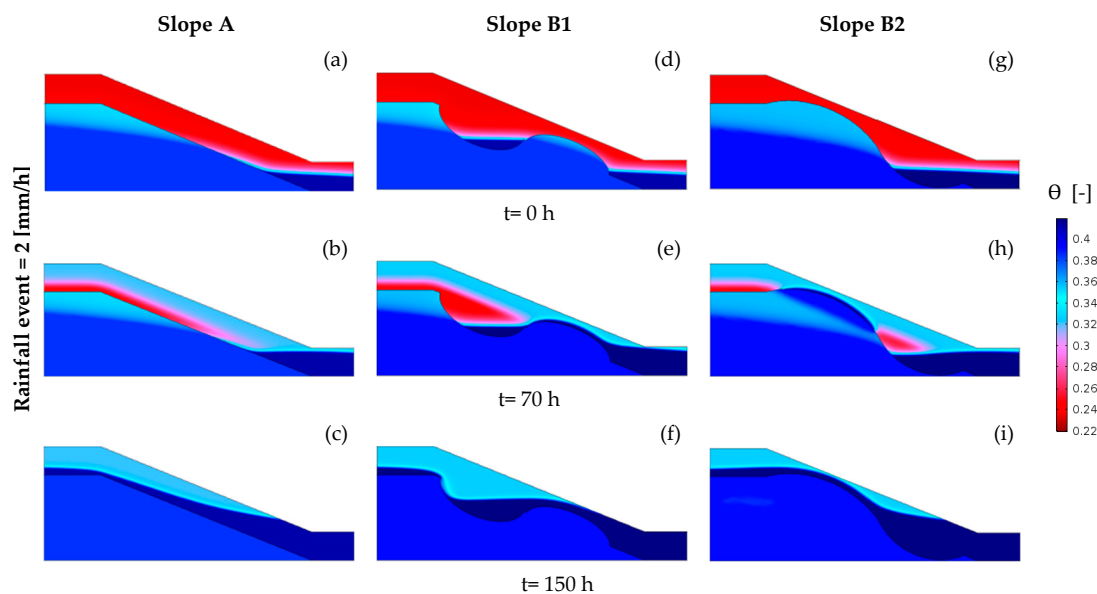 Slope A
Slope B1
Slope B2
(a)
(d)
(g)
t= 0 h
Rainfall event = 2 [mm/h]
(b)
(e)
(h)
t= 70 h
(c)
(f)
(i)
t= 150 h
Θ [-]
0.4
0.38
0.36
0.34
0.32
0.3
0.28
0.26
0.24
0.22